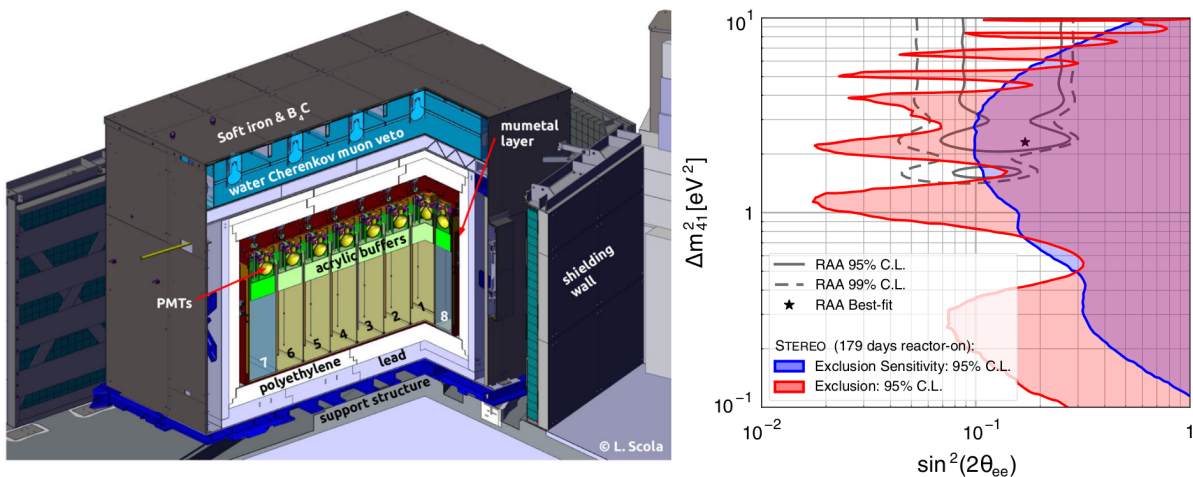 Soft iron & B4C
water Cherenkov muon veto
mumetal
layer
acrylic buffers
PMTs
shielding
wall
7
6
5
4
3
2
1
8
polyethylene
lead
support structure
© L. Scola
10^1
1
10^-1
Δm²₄₁ [eV²]
RAA 95% C.L.
RAA 99% C.L.
RAA Best-fit
STEREO (179 days reactor-on):
Exclusion Sensitivity: 95% C.L.
Exclusion: 95% C.L.
10^-2
10^-1
1
sin²(2θee)